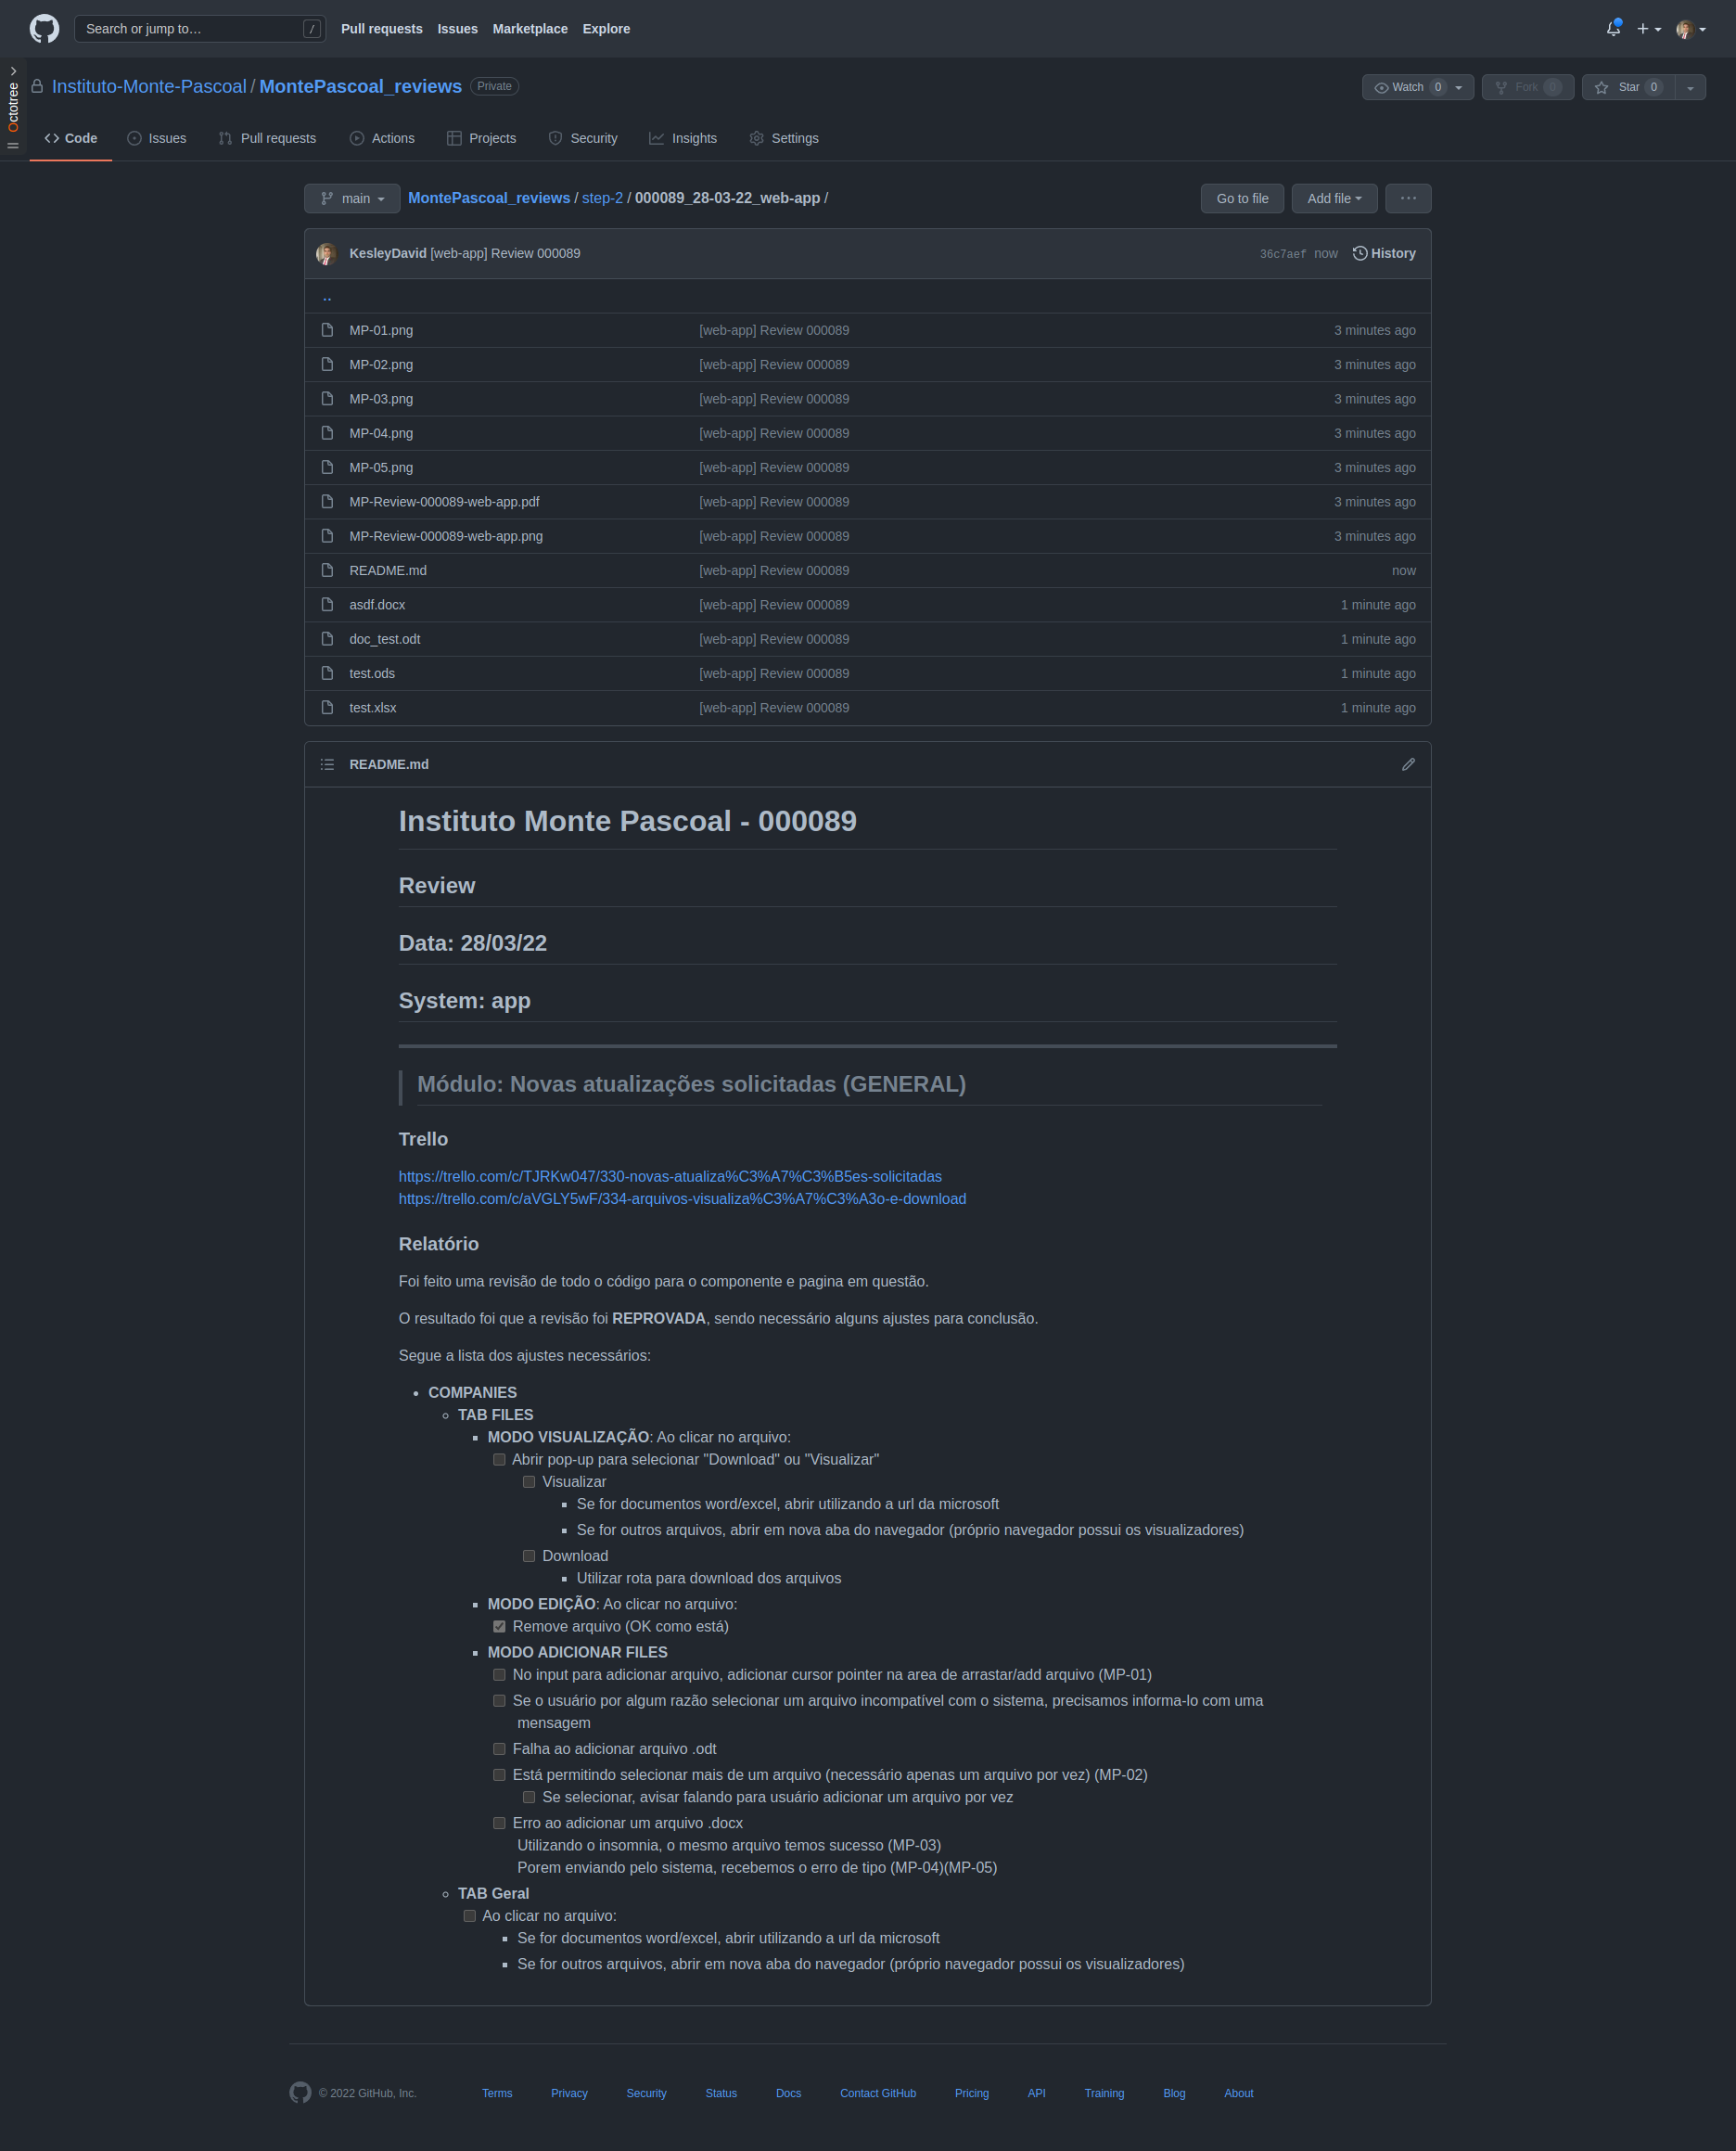 Search or jump to…
/
Pull requests
Issues
Marketplace
Explore
Octotree
Instituto-Monte-Pascoal / MontePascoal_reviews Private
Watch 0
Fork 0
Star 0
Code
Issues
Pull requests
Actions
Projects
Security
Insights
Settings
main
MontePascoal_reviews / step-2 / 000089_28-03-22_web-app /
Go to file
Add file
KesleyDavid [web-app] Review 000089
36c7aef now
History
..
MP-01.png [web-app] Review 000089 3 minutes ago
MP-02.png [web-app] Review 000089 3 minutes ago
MP-03.png [web-app] Review 000089 3 minutes ago
MP-04.png [web-app] Review 000089 3 minutes ago
MP-05.png [web-app] Review 000089 3 minutes ago
MP-Review-000089-web-app.pdf [web-app] Review 000089 3 minutes ago
MP-Review-000089-web-app.png [web-app] Review 000089 3 minutes ago
README.md [web-app] Review 000089 now
asdf.docx [web-app] Review 000089 1 minute ago
doc_test.odt [web-app] Review 000089 1 minute ago
test.ods [web-app] Review 000089 1 minute ago
test.xlsx [web-app] Review 000089 1 minute ago
README.md
Instituto Monte Pascoal - 000089
Review
Data: 28/03/22
System: app
Módulo: Novas atualizações solicitadas (GENERAL)
Trello
https://trello.com/c/TJRKw047/330-novas-atualiza%C3%A7%C3%B5es-solicitadas
https://trello.com/c/aVGLY5wF/334-arquivos-visualiza%C3%A7%C3%A3o-e-download
Relatório
Foi feito uma revisão de todo o código para o componente e pagina em questão.
O resultado foi que a revisão foi REPROVADA, sendo necessário alguns ajustes para conclusão.
Segue a lista dos ajustes necessários:
COMPANIES
TAB FILES
MODO VISUALIZAÇÃO: Ao clicar no arquivo:
Abrir pop-up para selecionar "Download" ou "Visualizar"
Visualizar
Se for documentos word/excel, abrir utilizando a url da microsoft
Se for outros arquivos, abrir em nova aba do navegador (próprio navegador possui os visualizadores)
Download
Utilizar rota para download dos arquivos
MODO EDIÇÃO: Ao clicar no arquivo:
Remove arquivo (OK como está)
MODO ADICIONAR FILES
No input para adicionar arquivo, adicionar cursor pointer na area de arrastar/add arquivo (MP-01)
Se o usuário por algum razão selecionar um arquivo incompatível com o sistema, precisamos informa-lo com uma
mensagem
Falha ao adicionar arquivo .odt
Está permitindo selecionar mais de um arquivo (necessário apenas um arquivo por vez) (MP-02)
Se selecionar, avisar falando para usuário adicionar um arquivo por vez
Erro ao adicionar um arquivo .docx
Utilizando o insomnia, o mesmo arquivo temos sucesso (MP-03)
Porem enviando pelo sistema, recebemos o erro de tipo (MP-04)(MP-05)
TAB Geral
Ao clicar no arquivo:
Se for documentos word/excel, abrir utilizando a url da microsoft
Se for outros arquivos, abrir em nova aba do navegador (próprio navegador possui os visualizadores)
© 2022 GitHub, Inc.
Terms
Privacy
Security
Status
Docs
Contact GitHub
Pricing
API
Training
Blog
About